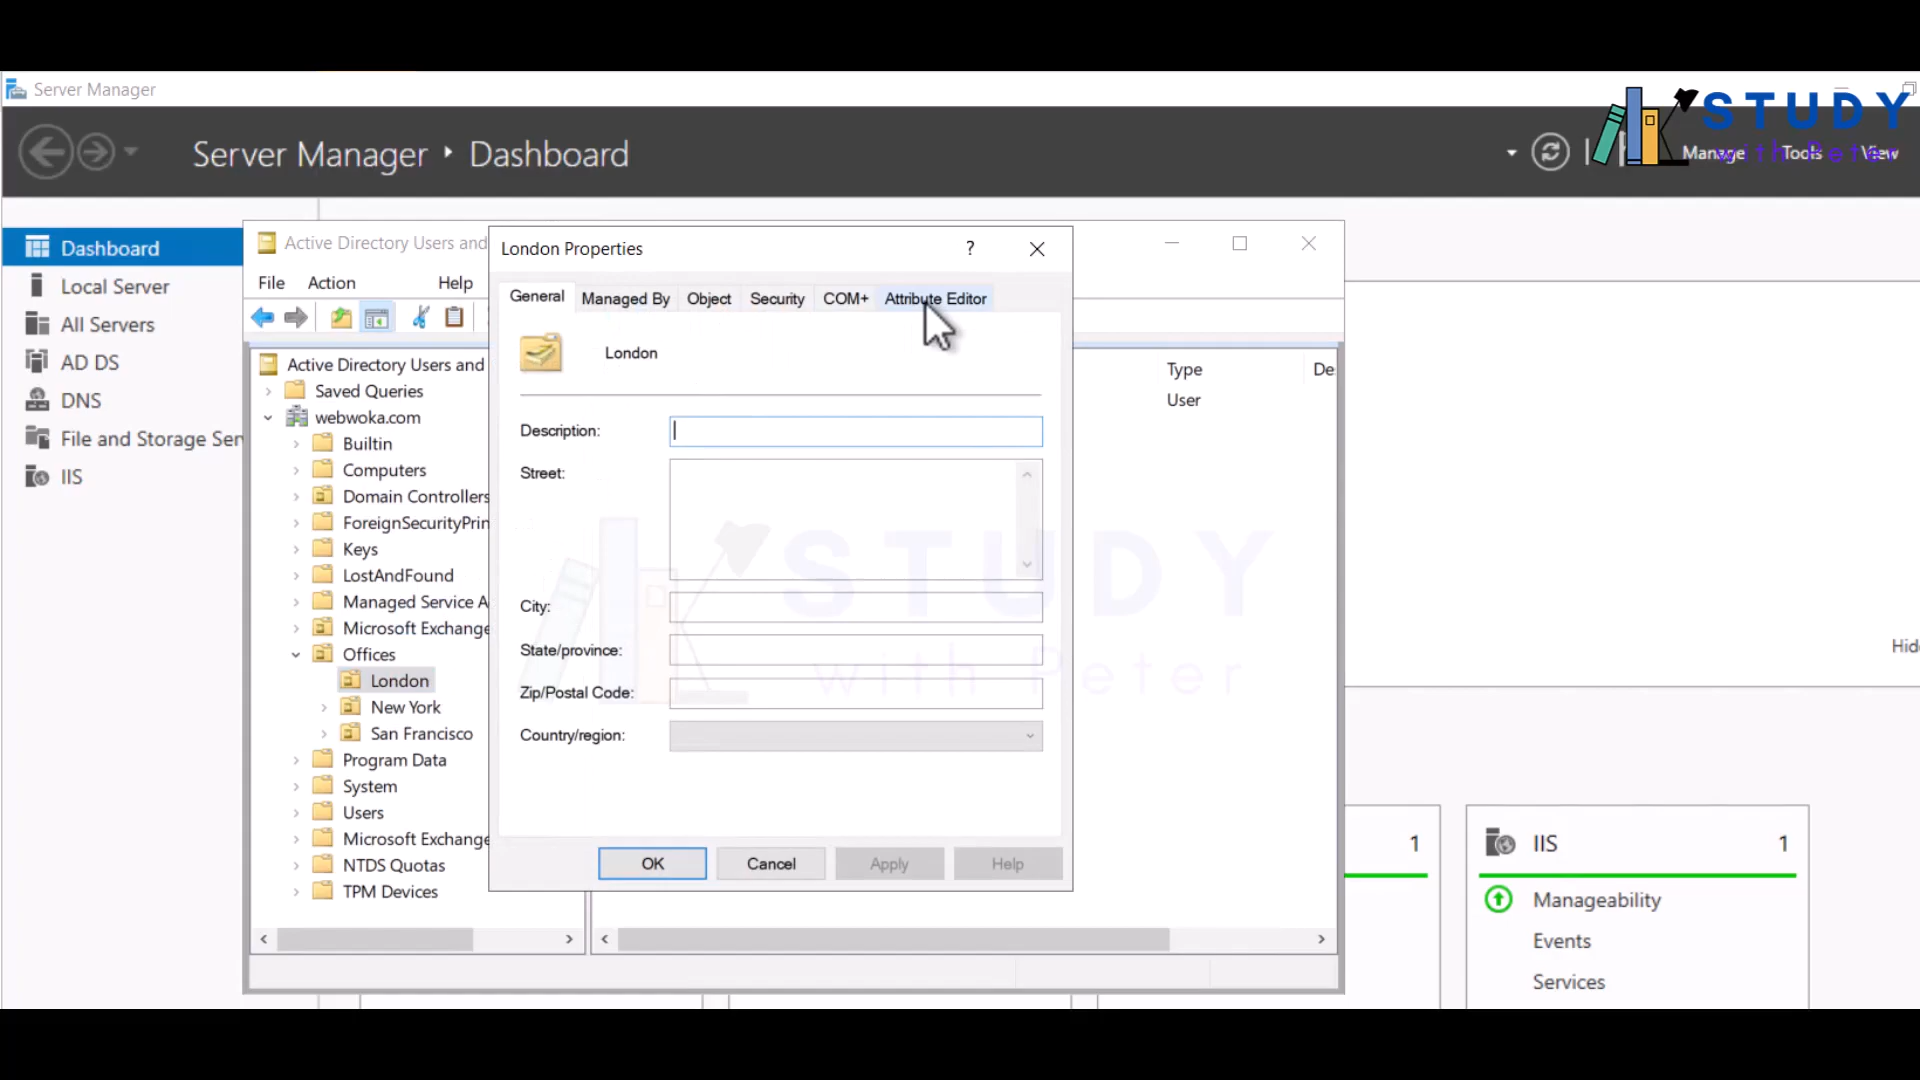 Server Manager
STUDY
with Peter
Server Manager • Dashboard
Manage Tools View
Dashboard
Local Server
All Servers
AD DS
DNS
File and Storage Ser
IIS
Active Directory Users and
File Action Help
Active Directory Users and
Saved Queries
webwoka.com
Builtin
Computers
Domain Controllers
ForeignSecurityPrin
Keys
LostAndFound
Managed Service A
Microsoft Exchange
Offices
London
New York
San Francisco
Program Data
System
Users
Microsoft Exchange
NTDS Quotas
TPM Devices
London Properties
?
General Managed By Object Security COM+ Attribute Editor
London
Description:
Street:
City:
State/province:
Zip/Postal Code:
Country/region:
OK Cancel Apply Help
STUDY
with Peter
Type
De
User
Hid
1
IIS 1
Manageability
Events
Services